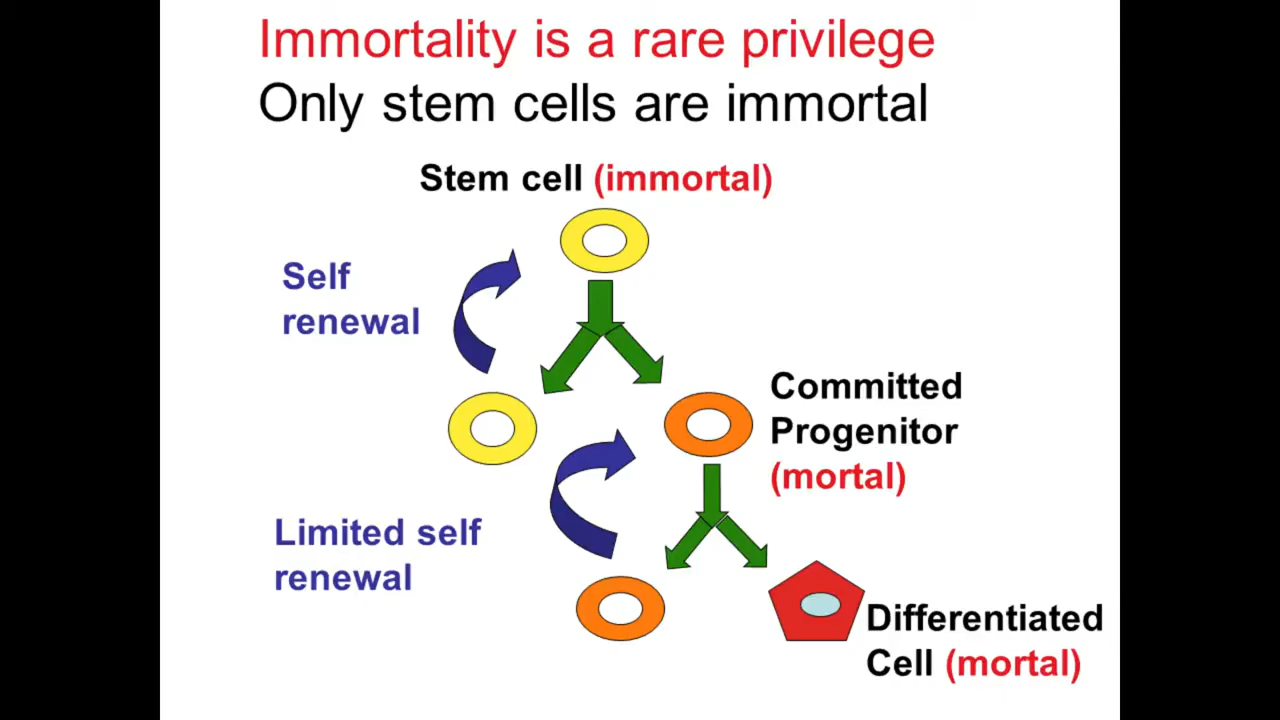 Immortality is a rare privilege
Only stem cells are immortal
Stem cell (immortal)
Self
renewal
Committed
Progenitor
(mortal)
Limited self
renewal
Differentiated
Cell (mortal)